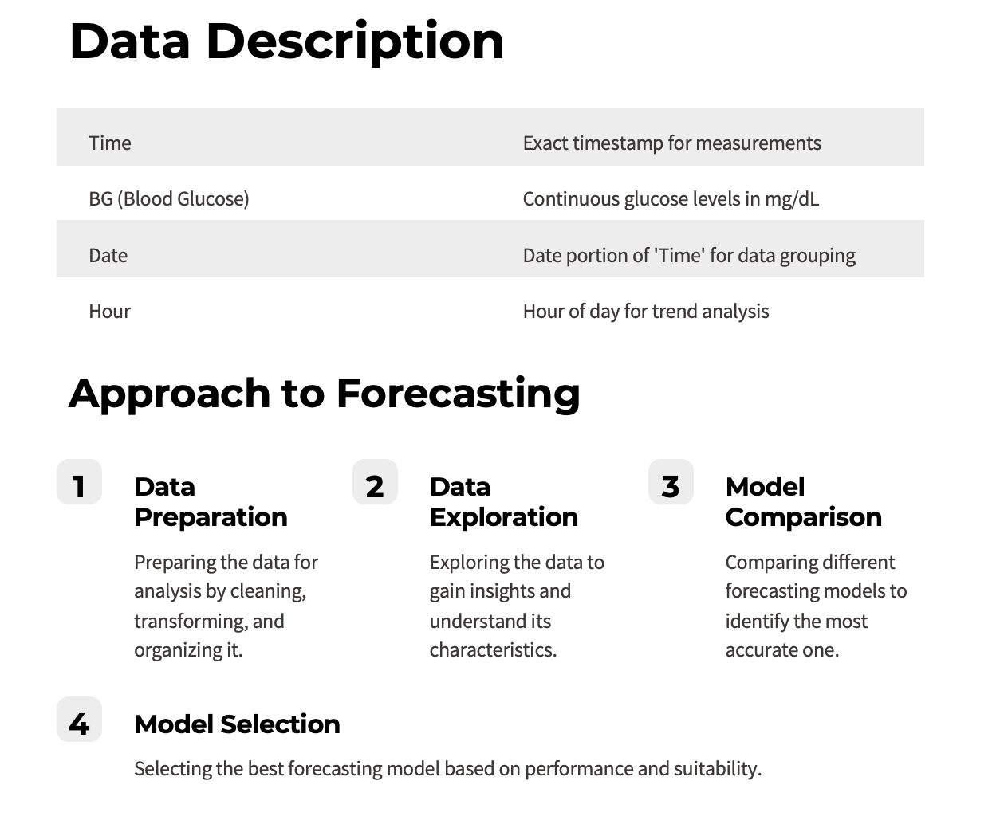 Data Description
Time
Exact timestamp for measurements
BG (Blood Glucose)
Continuous glucose levels in mg/dL
Date
Date portion of 'Time' for data grouping
Hour
Hour of day for trend analysis
Approach to Forecasting
1
Data
Preparation
Preparing the data for
analysis by cleaning,
transforming, and
organizing it.
2
Data
Exploration
Exploring the data to
gain insights and
understand its
characteristics.
3
Model
Comparison
Comparing different
forecasting models to
identify the most
accurate one.
4
Model Selection
Selecting the best forecasting model based on performance and suitability.